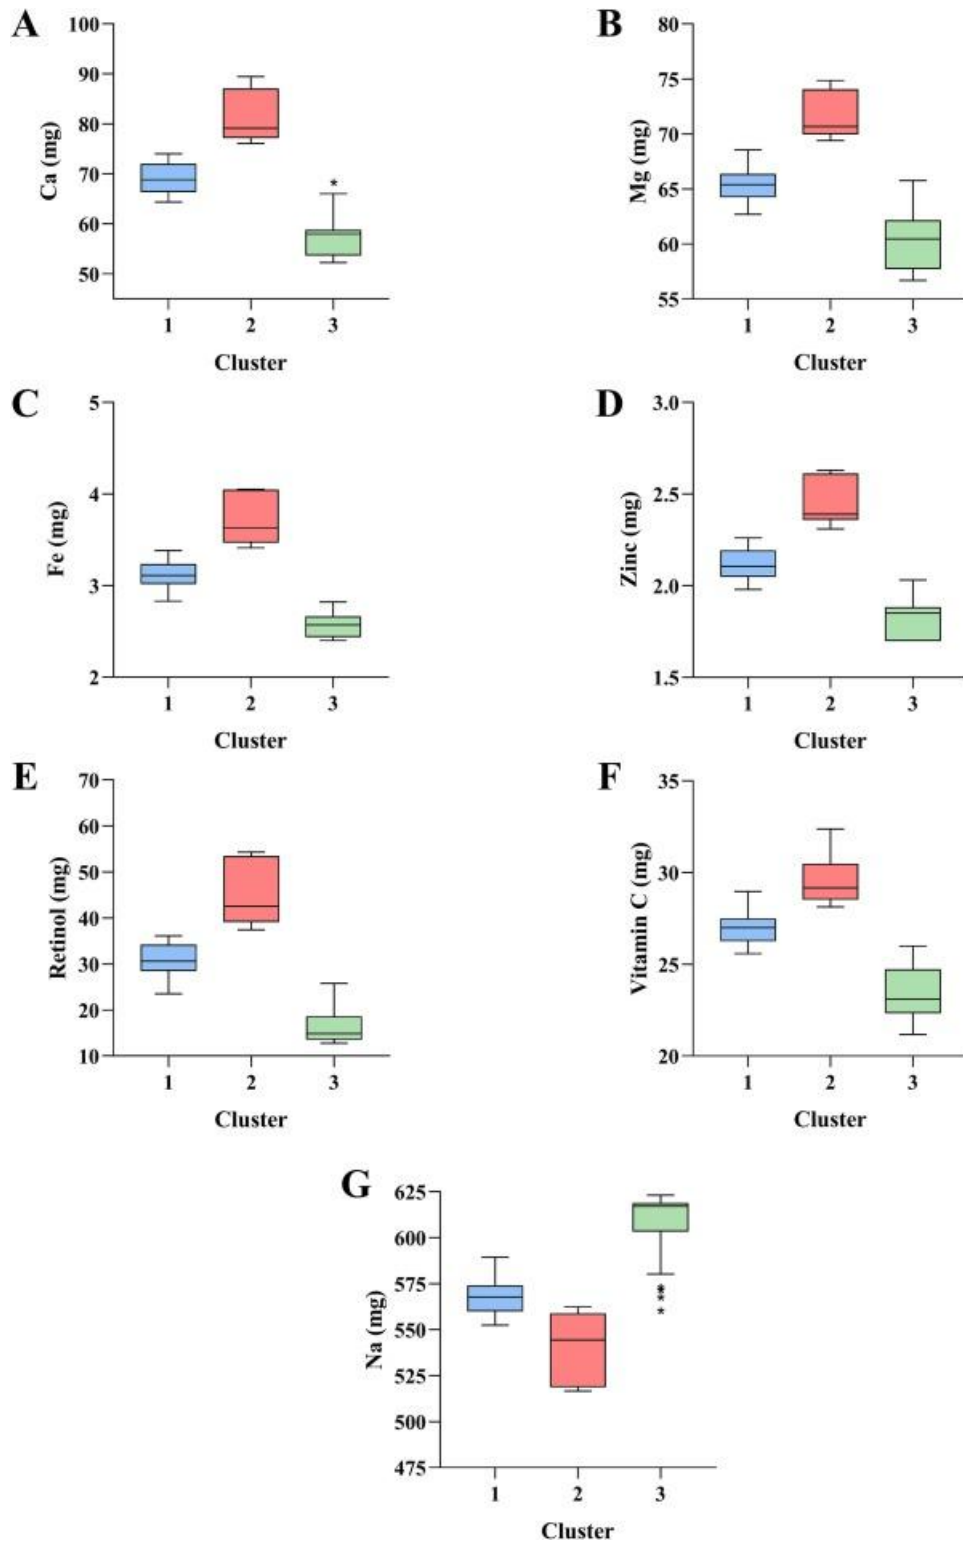 A
B
100
90
80
70
60
50
Ca (mg)
*
1 2 3
Cluster
80
75
70
65
60
55
Mg (mg)
1 2 3
Cluster
C
D
5
4
3
2
Fe (mg)
1 2 3
Cluster
3.0
2.5
2.0
1.5
Zinc (mg)
1 2 3
Cluster
E
F
70
60
50
40
30
20
10
Retinol (mg)
1 2 3
Cluster
35
30
25
20
Vitamin C (mg)
1 2 3
Cluster
G
625
600
575
550
525
500
475
Na (mg)
1 2 3
Cluster